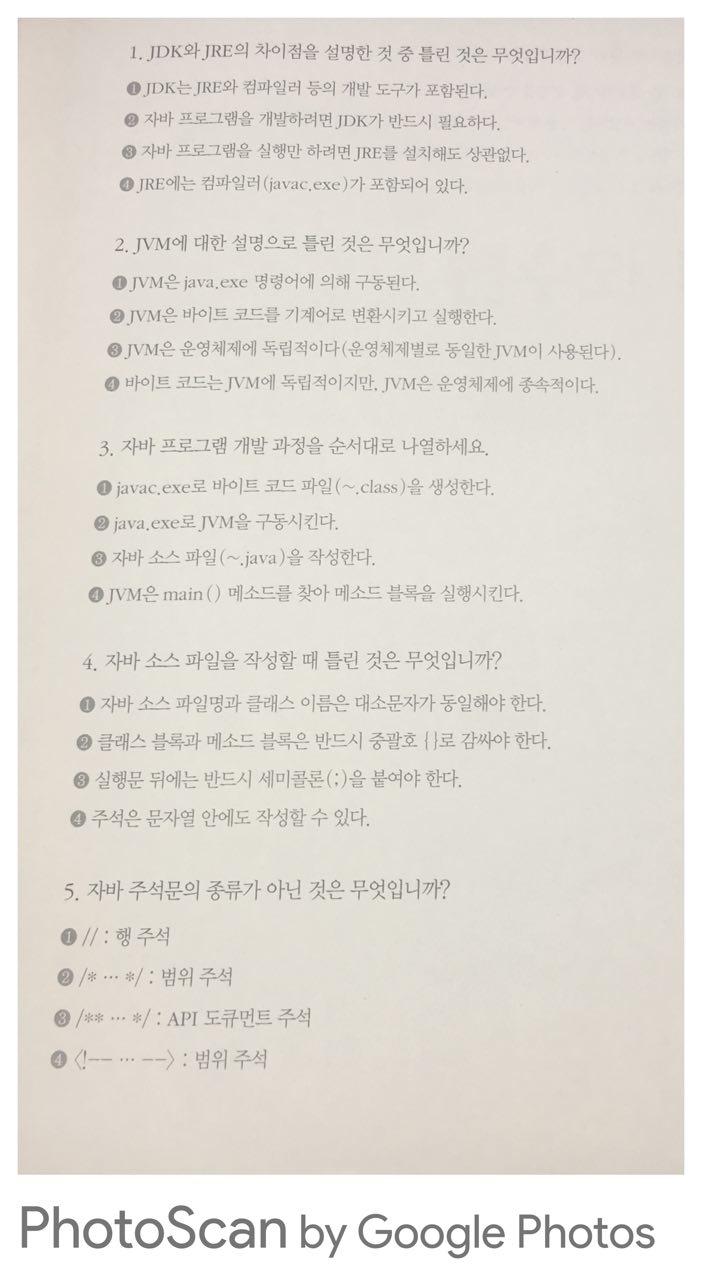 1. JDK와 JRE의 차이점을 설명한 것 중 틀린 것은 무엇입니까?
❶ JDK는 JRE와 컴파일러 등의 개발 도구가 포함된다.
❷ 자바 프로그램을 개발하려면 JDK가 반드시 필요하다.
❸ 자바 프로그램을 실행만 하려면 JRE를 설치해도 상관없다.
❹ JRE에는 컴파일러(javac.exe)가 포함되어 있다.
2. JVM에 대한 설명으로 틀린 것은 무엇입니까?
❶ JVM은 java.exe 명령어에 의해 구동된다.
❷ JVM은 바이트 코드를 기계어로 변환시키고 실행한다.
❸ JVM은 운영체제에 독립적이다(운영체제별로 동일한 JVM이 사용된다).
❹ 바이트 코드는 JVM에 독립적이지만, JVM은 운영체제에 종속적이다.
3. 자바 프로그램 개발 과정을 순서대로 나열하세요.
❶ javac.exe로 바이트 코드 파일(~.class)을 생성한다.
❷ java.exe로 JVM을 구동시킨다.
❸ 자바 소스 파일(~.java)을 작성한다.
❹ JVM은 main() 메소드를 찾아 메소드 블록을 실행시킨다.
4. 자바 소스 파일을 작성할 때 틀린 것은 무엇입니까?
❶ 자바 소스 파일명과 클래스 이름은 대소문자가 동일해야 한다.
❷ 클래스 블록과 메소드 블록은 반드시 중괄호 {}로 감싸야 한다.
❸ 실행문 뒤에는 반드시 세미콜론(;)을 붙여야 한다.
❹ 주석은 문자열 안에도 작성할 수 있다.
5. 자바 주석문의 종류가 아닌 것은 무엇입니까?
❶ // : 행 주석
❷ /* … */ : 범위 주석
❸ /** … */ : API 도큐먼트 주석
❹ <!-- … --> : 범위 주석
PhotoScan by Google Photos